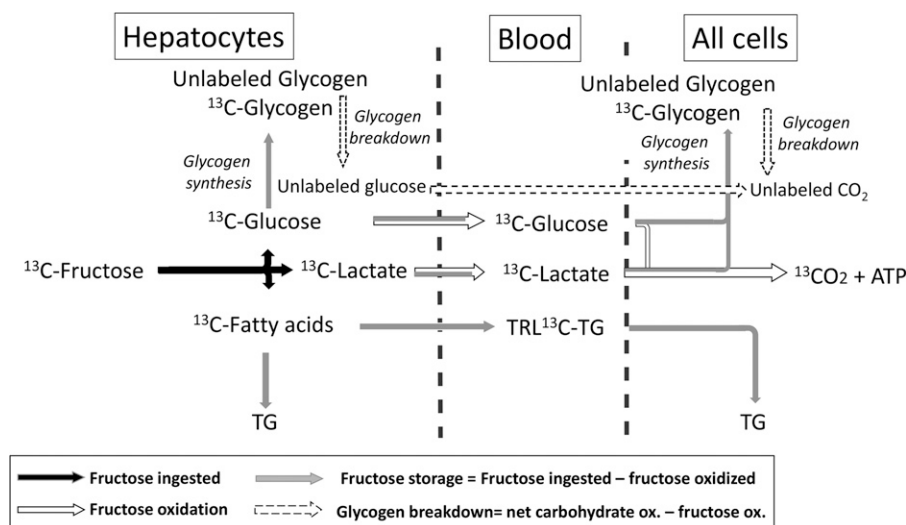 Hepatocytes
Blood
All cells
Unlabeled Glycogen
¹³C-Glycogen
Glycogen
breakdown
Glycogen
synthesis
Unlabeled glucose
¹³C-Glucose
¹³C-Fructose
¹³C-Lactate
¹³C-Fatty acids
TG
¹³C-Glucose
¹³C-Lactate
TRL¹³C-TG
Unlabeled Glycogen
¹³C-Glycogen
Glycogen
breakdown
Glycogen
synthesis
Unlabeled CO₂
¹³CO₂ + ATP
TG
Fructose ingested
Fructose storage = Fructose ingested – fructose oxidized
Fructose oxidation
Glycogen breakdown= net carbohydrate ox. – fructose ox.